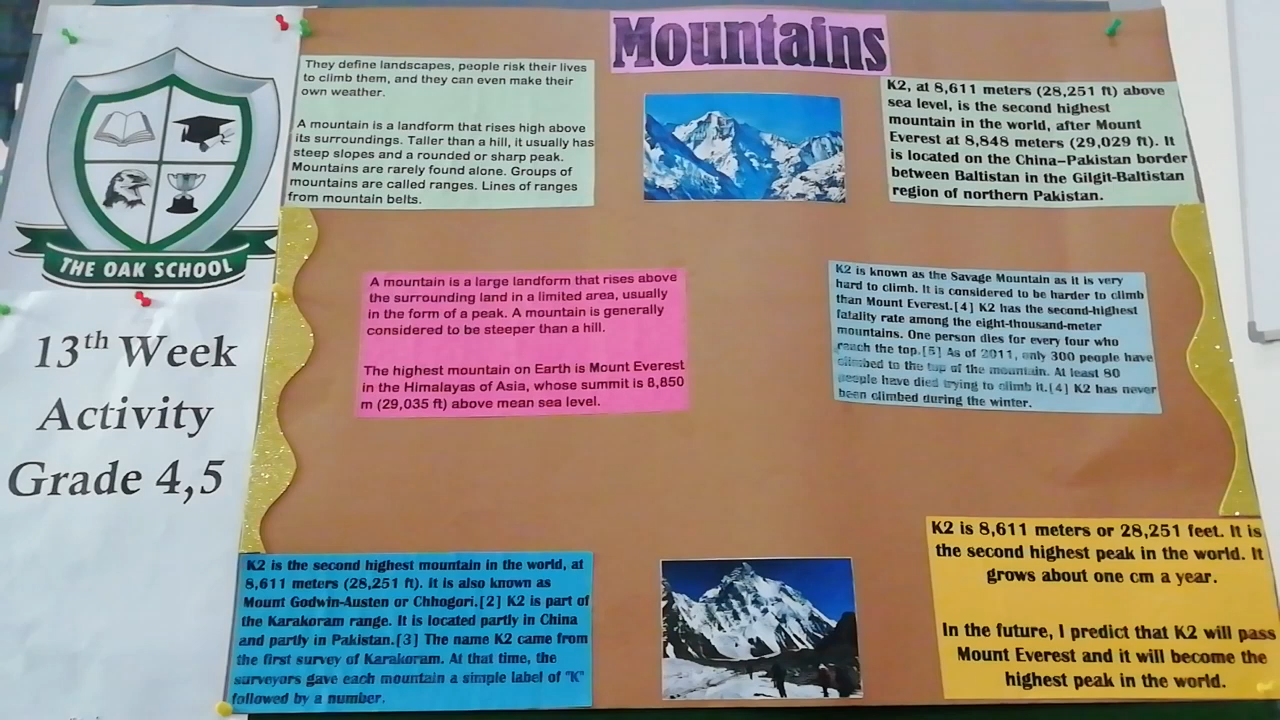 THE OAK SCHOOL
13th Week
Activity
Grade 4,5
Mountains
They define landscapes, people risk their lives
to climb them, and they can even make their
own weather.
A mountain is a landform that rises high above
its surroundings. Taller than a hill, it usually has
steep slopes and a rounded or sharp peak.
Mountains are rarely found alone. Groups of
mountains are called ranges. Lines of ranges
from mountain belts.
K2, at 8,611 meters (28,251 ft) above
sea level, is the second highest
mountain in the world, after Mount
Everest at 8,848 meters (29,029 ft). It
is located on the China–Pakistan border
between Baltistan in the Gilgit-Baltistan
region of northern Pakistan.
A mountain is a large landform that rises above
the surrounding land in a limited area, usually
in the form of a peak. A mountain is generally
considered to be steeper than a hill.
The highest mountain on Earth is Mount Everest
in the Himalayas of Asia, whose summit is 8,850
m (29,035 ft) above mean sea level.
K2 is known as the Savage Mountain as it is very
hard to climb. It is considered to be harder to climb
than Mount Everest.[4] K2 has the second-highest
fatality rate among the eight-thousand-meter
mountains. One person dies for every four who
reach the top.[5] As of 2011, only 300 people have
climbed to the top of the mountain. At least 80
people have died trying to climb it.[4] K2 has never
been climbed during the winter.
K2 is the second highest mountain in the world, at
8,611 meters (28,251 ft). It is also known as
Mount Godwin-Austen or Chhogori.[2] K2 is part of
the Karakoram range. It is located partly in China
and partly in Pakistan.[3] The name K2 came from
the first survey of Karakoram. At that time, the
surveyors gave each mountain a simple label of "K"
followed by a number.
K2 is 8,611 meters or 28,251 feet. It is
the second highest peak in the world. It
grows about one cm a year.
In the future, I predict that K2 will pass
Mount Everest and it will become the
highest peak in the world.